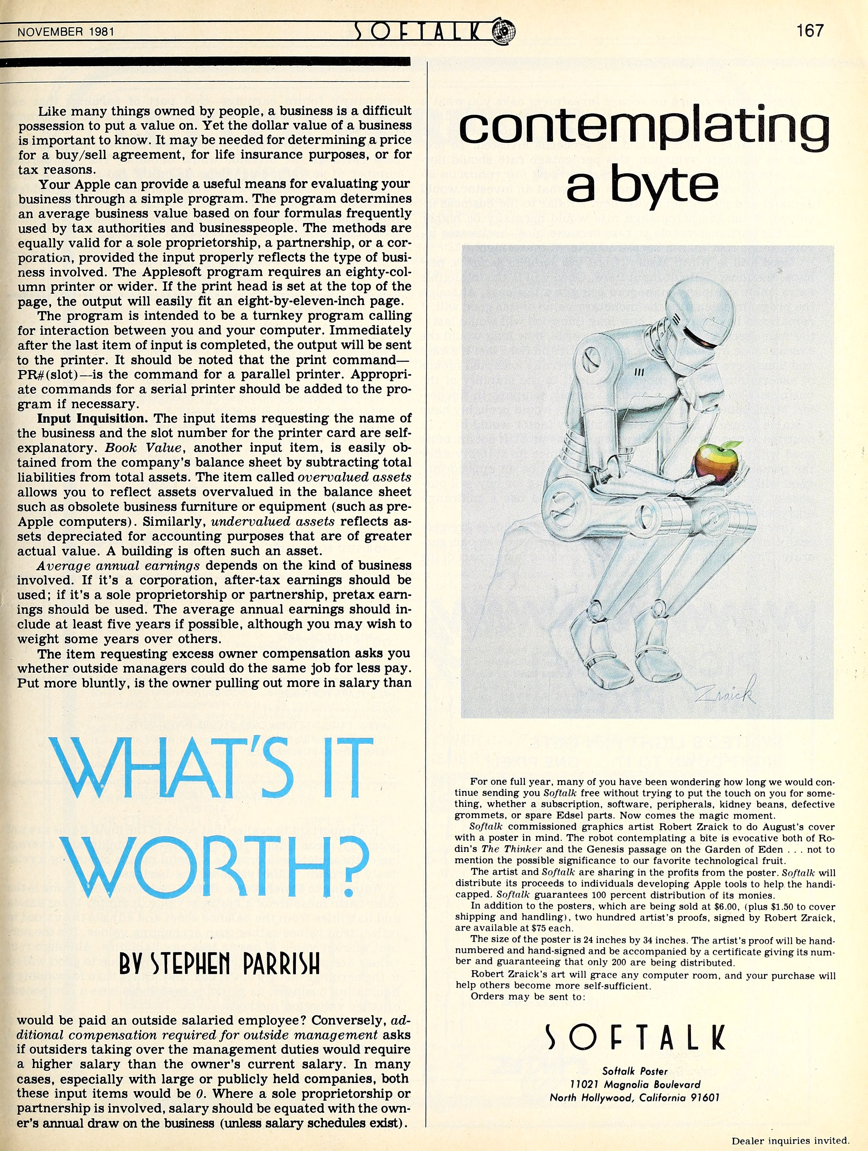 NOVEMBER 1981
SOFTALK
167
Like many things owned by people, a business is a difficult
possession to put a value on. Yet the dollar value of a business
is important to know. It may be needed for determining a price
for a buy/sell agreement, for life insurance purposes, or for
tax reasons.
Your Apple can provide a useful means for evaluating your
business through a simple program. The program determines
an average business value based on four formulas frequently
used by tax authorities and businesspeople. The methods are
equally valid for a sole proprietorship, a partnership, or a cor-
poration, provided the input properly reflects the type of busi-
ness involved. The Applesoft program requires an eighty-col-
umn printer or wider. If the print head is set at the top of the
page, the output will easily fit an eight-by-eleven-inch page.
The program is intended to be a turnkey program calling
for interaction between you and your computer. Immediately
after the last item of input is completed, the output will be sent
to the printer. It should be noted that the print command—
PR#(slot)—is the command for a parallel printer. Appropri-
ate commands for a serial printer should be added to the pro-
gram if necessary.
Input Inquisition. The input items requesting the name of
the business and the slot number for the printer card are self-
explanatory. Book Value, another input item, is easily ob-
tained from the company's balance sheet by subtracting total
liabilities from total assets. The item called overvalued assets
allows you to reflect assets overvalued in the balance sheet
such as obsolete business furniture or equipment (such as pre-
Apple computers). Similarly, undervalued assets reflects as-
sets depreciated for accounting purposes that are of greater
actual value. A building is often such an asset.
Average annual earnings depends on the kind of business
involved. If it's a corporation, after-tax earnings should be
used; if it's a sole proprietorship or partnership, pretax earn-
ings should be used. The average annual earnings should in-
clude at least five years if possible, although you may wish to
weight some years over others.
The item requesting excess owner compensation asks you
whether outside managers could do the same job for less pay.
Put more bluntly, is the owner pulling out more in salary than
WHAT'S IT
WORTH?
BY STEPHEN PARRISH
would be paid an outside salaried employee? Conversely, ad-
ditional compensation required for outside management asks
if outsiders taking over the management duties would require
a higher salary than the owner's current salary. In many
cases, especially with large or publicly held companies, both
these input items would be 0. Where a sole proprietorship or
partnership is involved, salary should be equated with the own-
er's annual draw on the business (unless salary schedules exist).
contemplating
a byte
Zraick
For one full year, many of you have been wondering how long we would con-
tinue sending you Softalk free without trying to put the touch on you for some-
thing, whether a subscription, software, peripherals, kidney beans, defective
grommets, or spare Edsel parts. Now comes the magic moment.
Softalk commissioned graphics artist Robert Zraick to do August's cover
with a poster in mind. The robot contemplating a bite is evocative both of Ro-
din's The Thinker and the Genesis passage on the Garden of Eden . . . not to
mention the possible significance to our favorite technological fruit.
The artist and Softalk are sharing in the profits from the poster. Softalk will
distribute its proceeds to individuals developing Apple tools to help the handi-
capped. Softalk guarantees 100 percent distribution of its monies.
In addition to the posters, which are being sold at $6.00, (plus $1.50 to cover
shipping and handling), two hundred artist's proofs, signed by Robert Zraick,
are available at $75 each.
The size of the poster is 24 inches by 34 inches. The artist's proof will be hand-
numbered and hand-signed and be accompanied by a certificate giving its num-
ber and guaranteeing that only 200 are being distributed.
Robert Zraick's art will grace any computer room, and your purchase will
help others become more self-sufficient.
Orders may be sent to:
SOFTALK
Softalk Poster
11021 Magnolia Boulevard
North Hollywood, California 91601
Dealer inquiries invited.